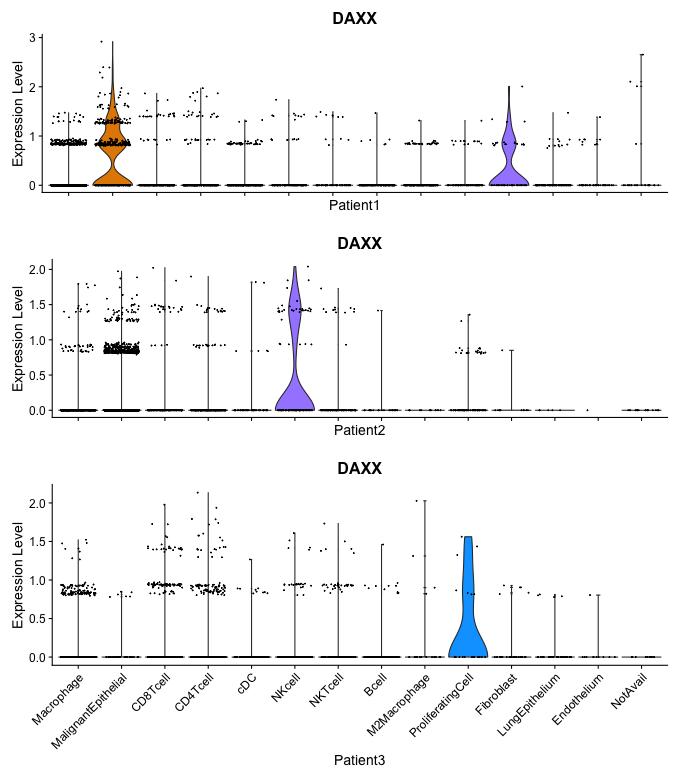 DAXX
Expression Level
3
2
1
0
Patient1
DAXX
Expression Level
2.0
1.5
1.0
0.5
0.0
Patient2
DAXX
Expression Level
2.0
1.5
1.0
0.5
0.0
Macrophage
MalignantEpithelial
CD8Tcell
CD4Tcell
cDC
NKcell
NKTcell
Bcell
M2Macrophage
ProliferatingCell
Fibroblast
LungEpithelium
Endothelium
NotAvail
Patient3